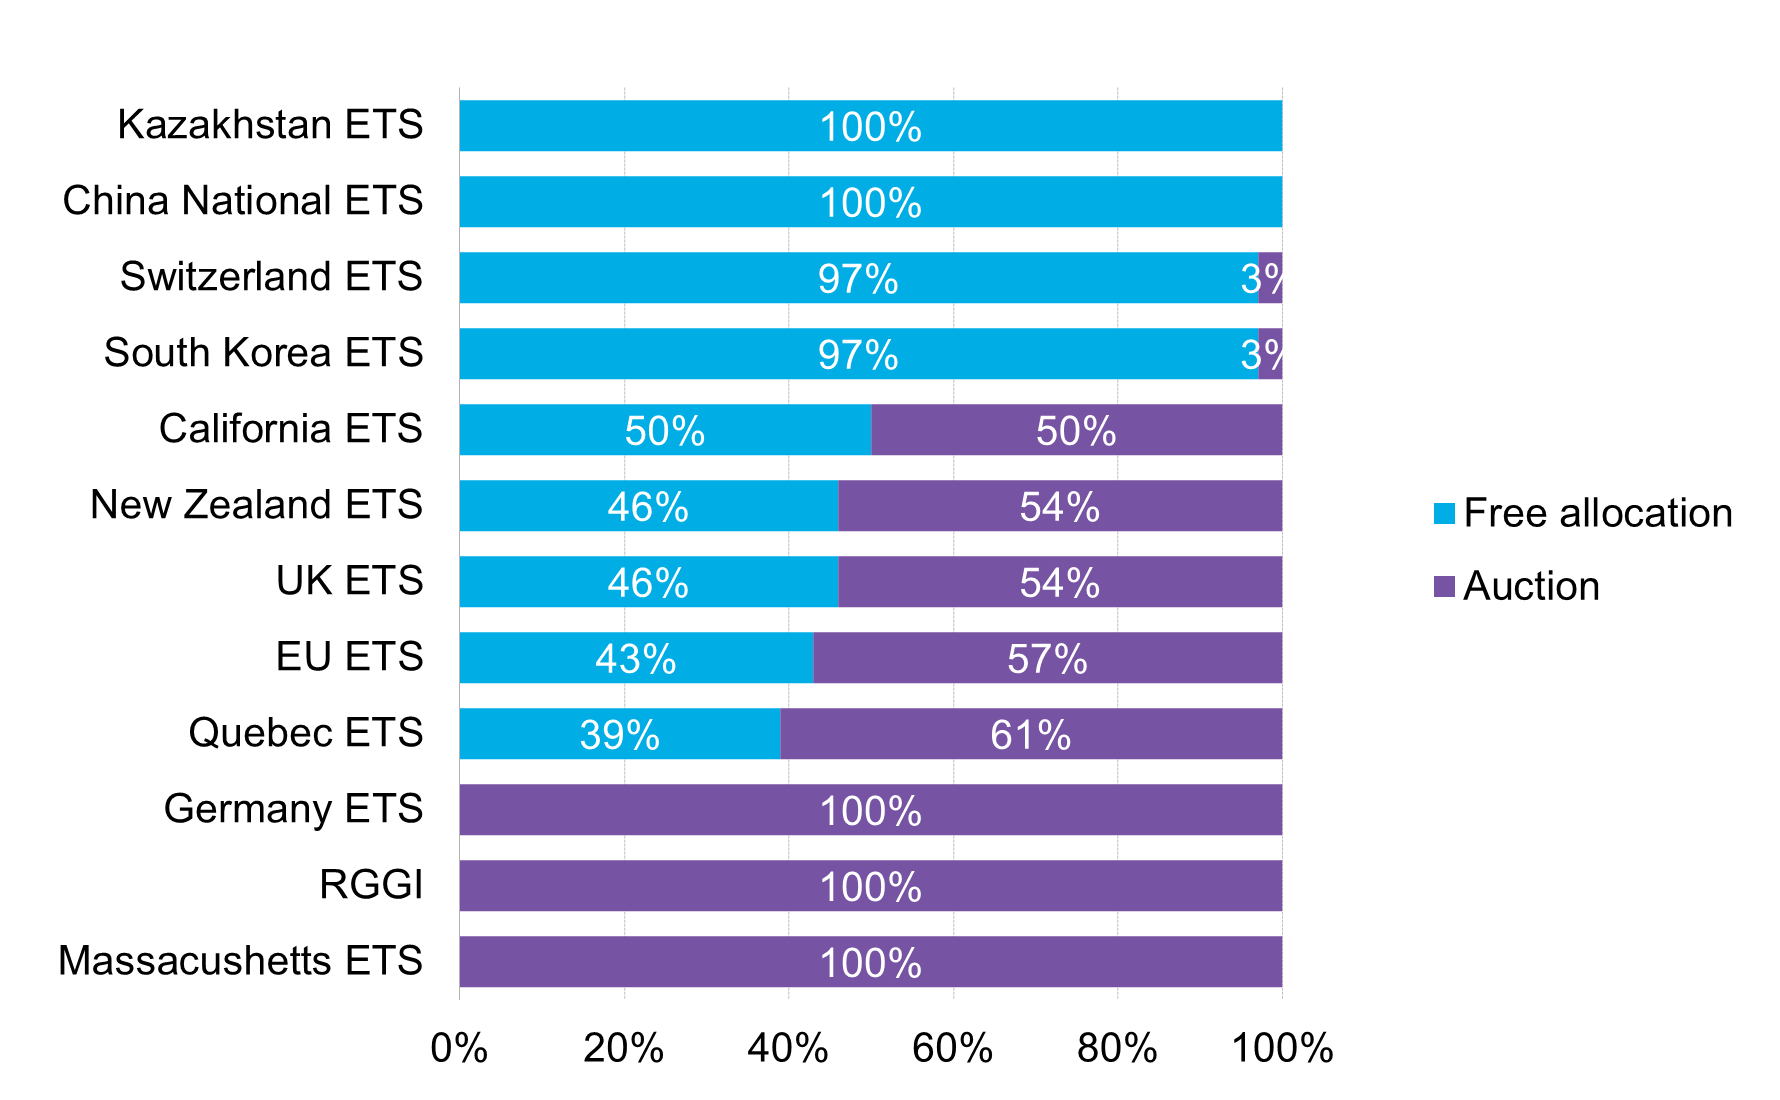 Kazakhstan ETS 100%
China National ETS 100%
Switzerland ETS 97% 3%
South Korea ETS 97% 3%
California ETS 50% 50%
New Zealand ETS 46% 54%
UK ETS 46% 54%
EU ETS 43% 57%
Quebec ETS 39% 61%
Germany ETS 100%
RGGI 100%
Massacushetts ETS 100%
0% 20% 40% 60% 80% 100%
Free allocation
Auction